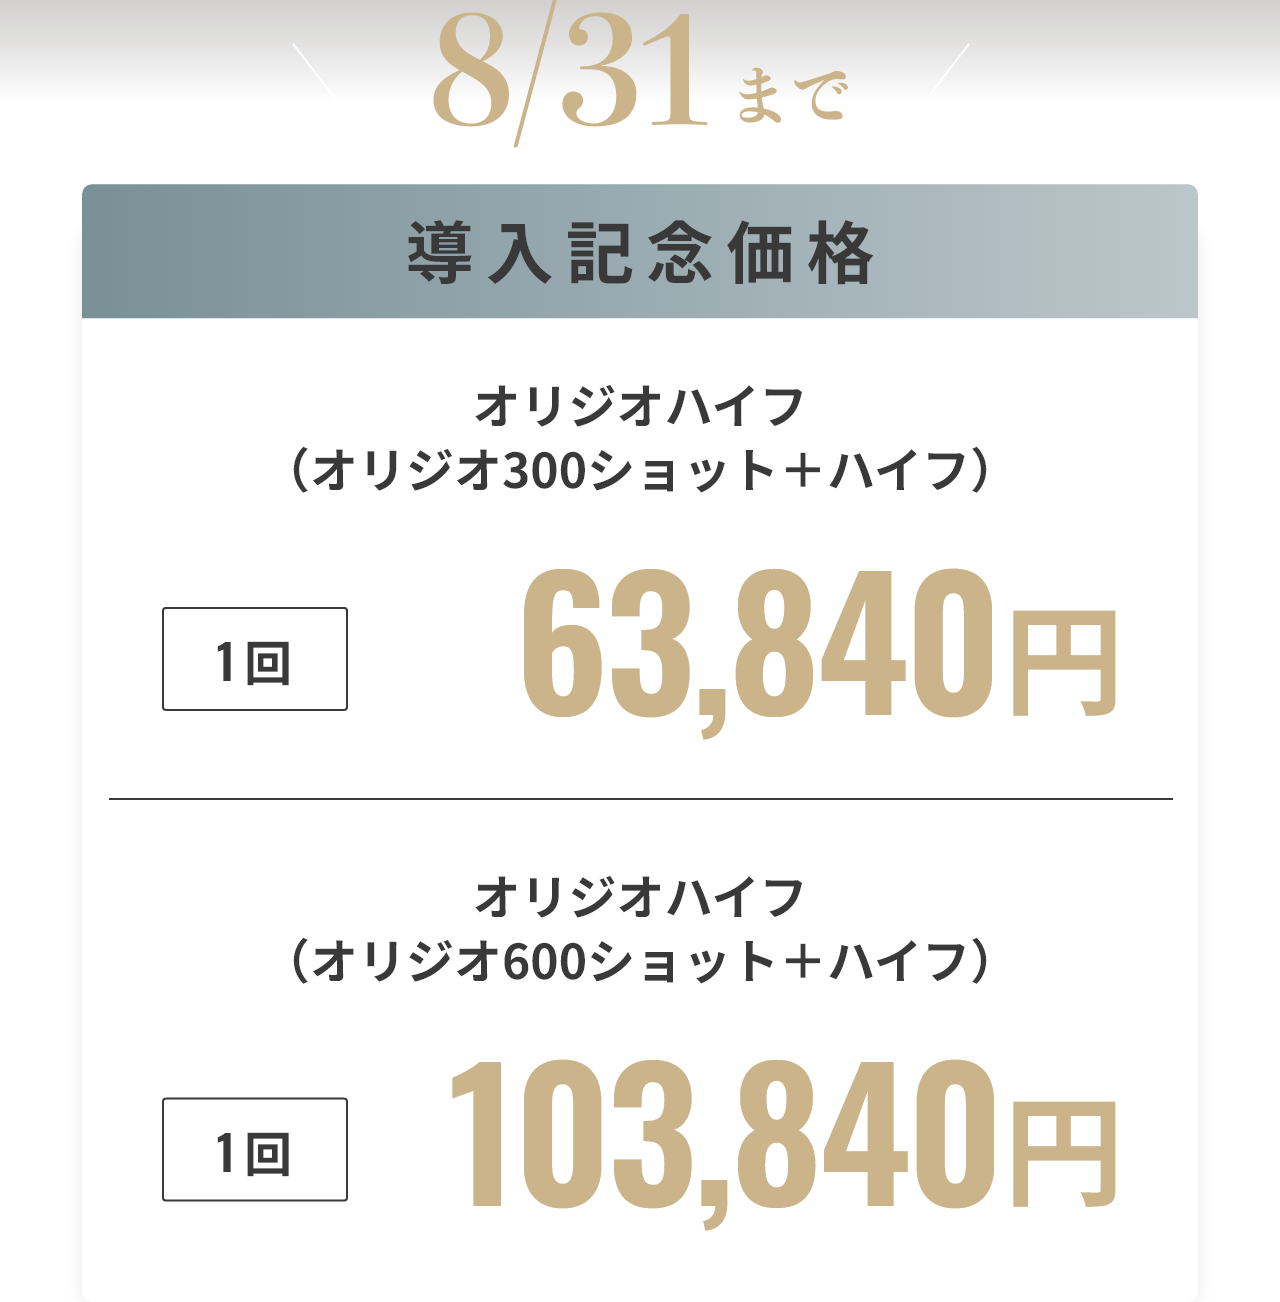 8/31まで
導入記念価格
オリジオハイフ
（オリジオ300ショット＋ハイフ）
1回
63,840円
オリジオハイフ
（オリジオ600ショット＋ハイフ）
1回
103,840円